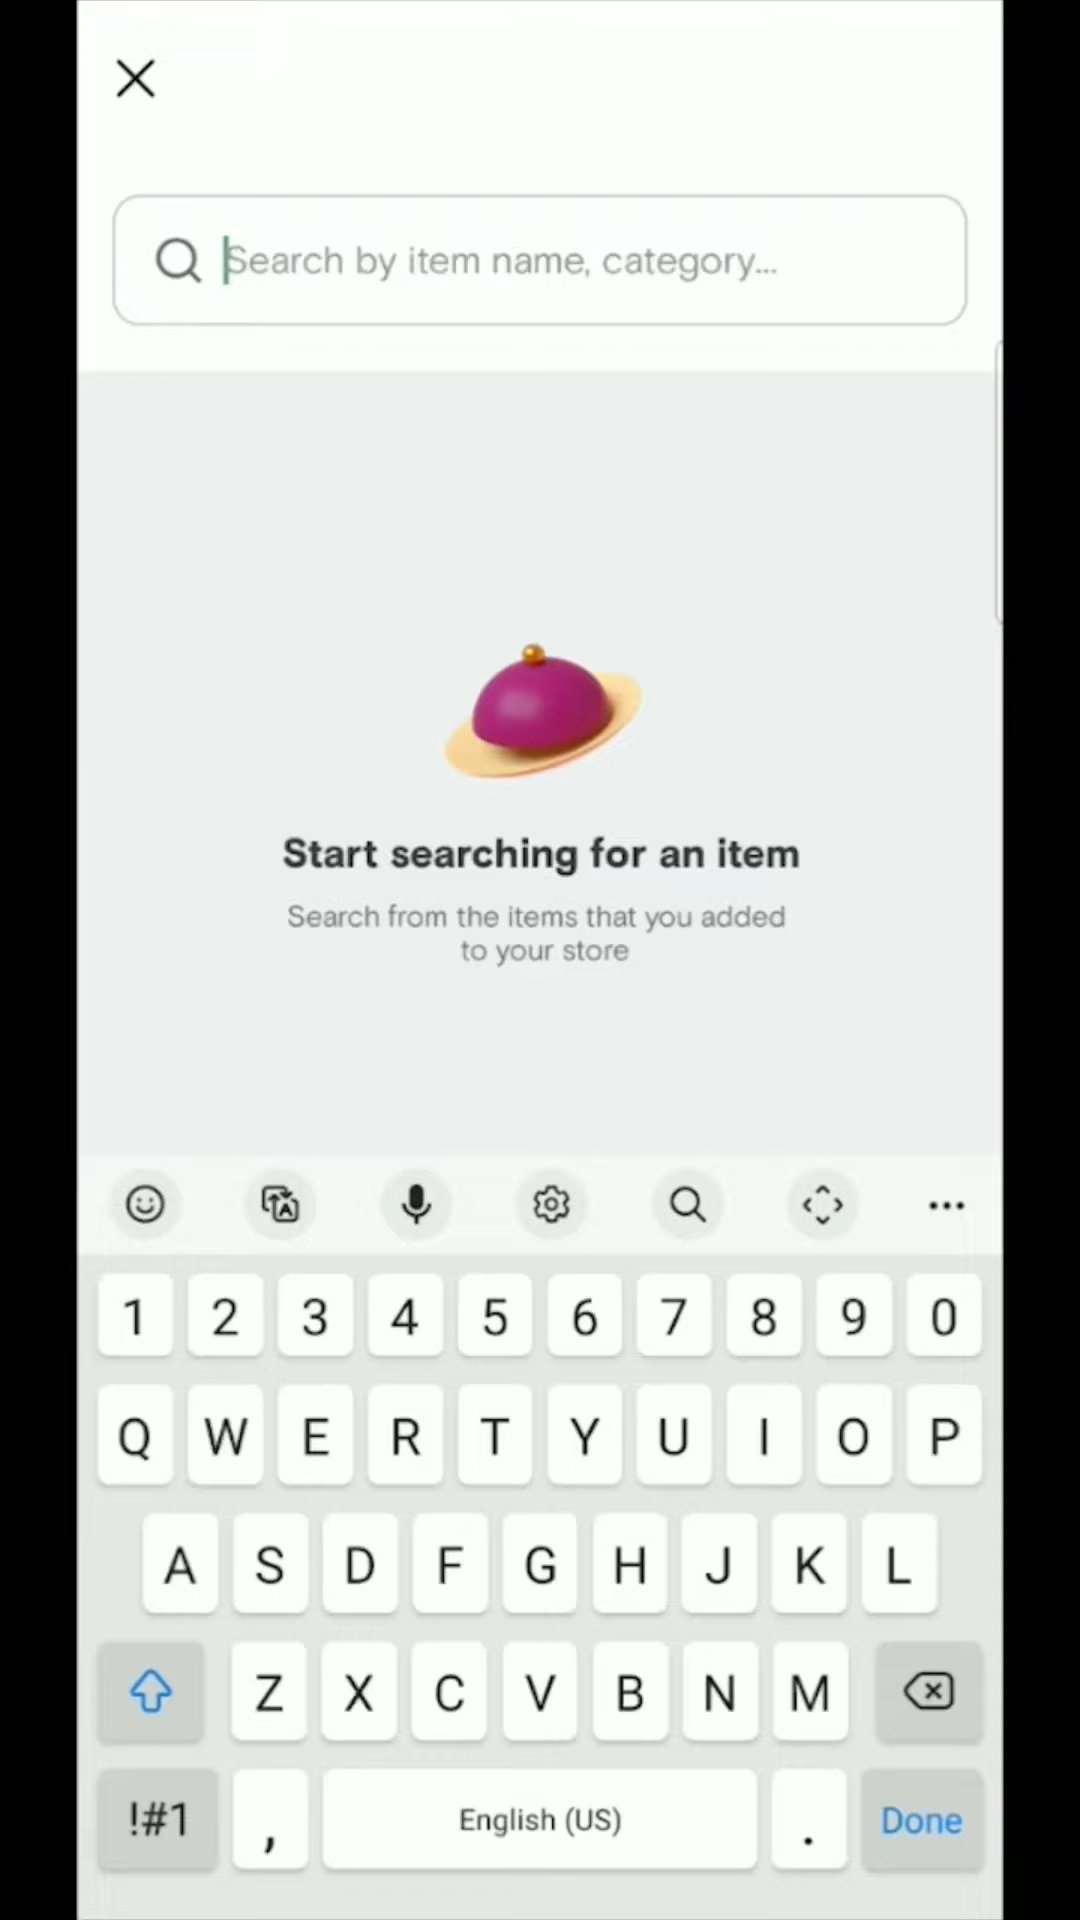 Search by item name, category...
Start searching for an item
Search from the items that you added
to your store
1 2 3 4 5 6 7 8 9 0
Q W E R T Y U I O P
A S D F G H J K L
Z X C V B N M
!#1 , English (US) . Done